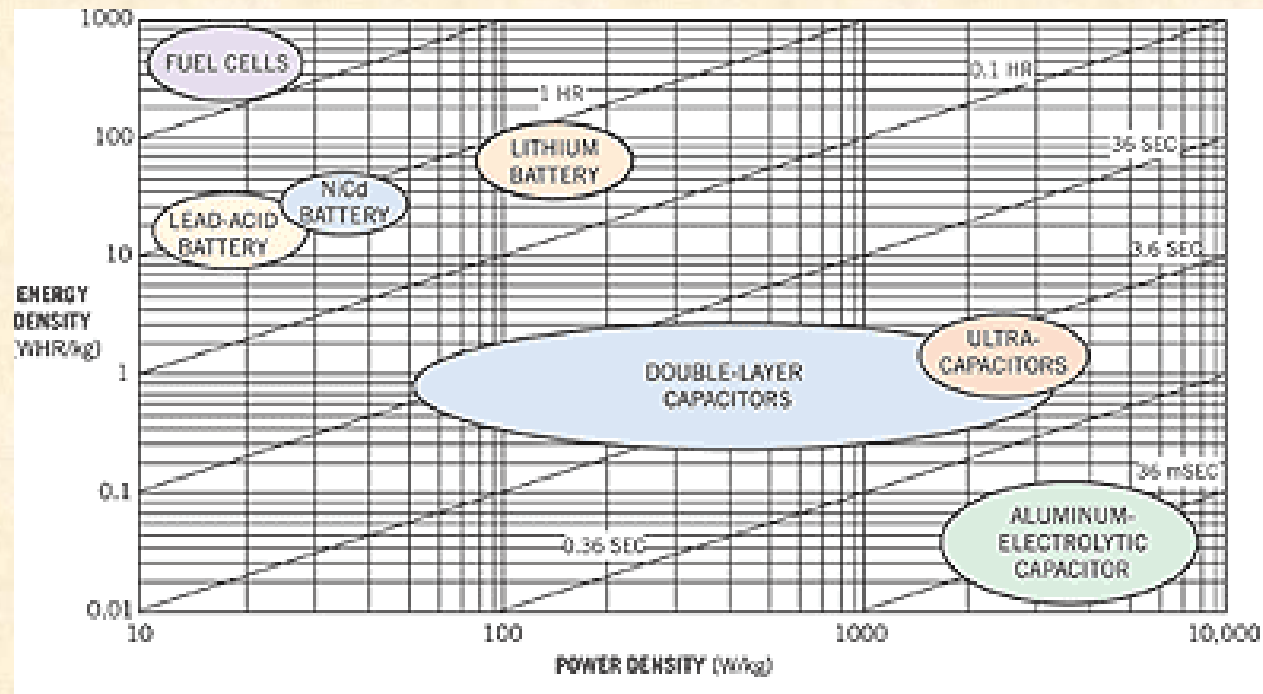 1000
FUEL CELLS
0.1 HR
1 HR
100
LITHIUM
BATTERY
36 SEC
NiCd
BATTERY
LEAD-ACID
BATTERY
10
3.6 SEC
ENERGY
DENSITY
(WHR/kg)
ULTRA-
CAPACITORS
1
DOUBLE-LAYER
CAPACITORS
0.1
36 mSEC
ALUMINUM-
ELECTROLYTIC
CAPACITOR
0.36 SEC
0.01
10
100
1000
10,000
POWER DENSITY (W/kg)